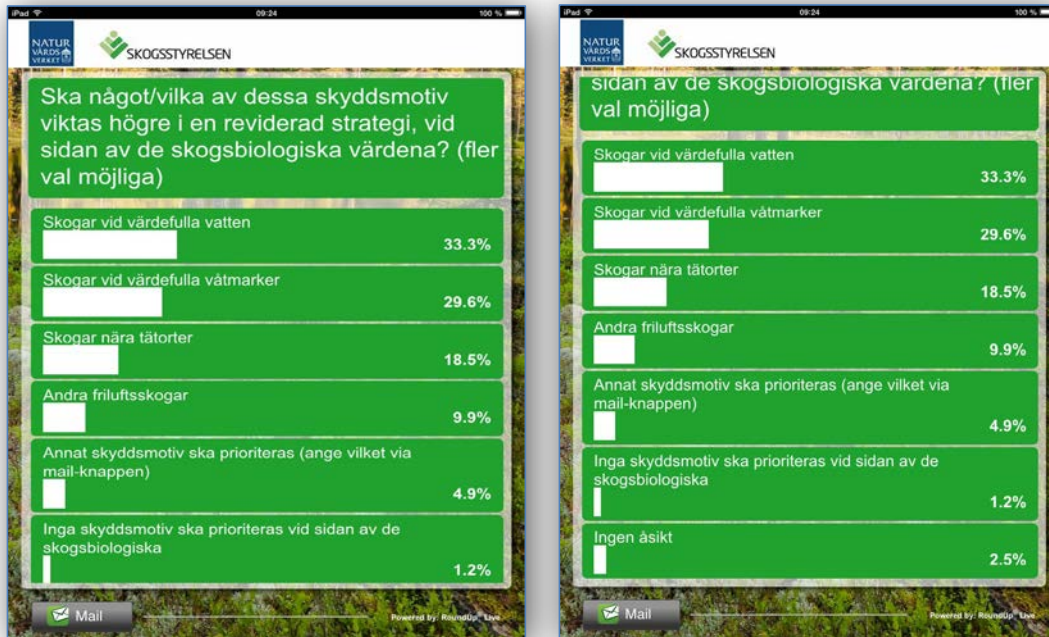 iPad 09:24 100 %
NATUR
VÅRDS
VERKET
SKOGSSTYRELSEN
Ska något/vilka av dessa skyddsmotiv
viktas högre i en reviderad strategi, vid
sidan av de skogsbiologiska värdena? (fler
val möjliga)
Skogar vid värdefulla vatten
33.3%
Skogar vid värdefulla våtmarker
29.6%
Skogar nära tätorter
18.5%
Andra friluftsskogar
9.9%
Annat skyddsmotiv ska prioriteras (ange vilket via
mail-knappen)
4.9%
Inga skyddsmotiv ska prioriteras vid sidan av de
skogsbiologiska
1.2%
Mail
Powered by: RoundUp® Live
iPad 09:24 100 %
NATUR
VÅRDS
VERKET
SKOGSSTYRELSEN
sidan av de skogsbiologiska värdena? (fler
val möjliga)
Skogar vid värdefulla vatten
33.3%
Skogar vid värdefulla våtmarker
29.6%
Skogar nära tätorter
18.5%
Andra friluftsskogar
9.9%
Annat skyddsmotiv ska prioriteras (ange vilket via
mail-knappen)
4.9%
Inga skyddsmotiv ska prioriteras vid sidan av de
skogsbiologiska
1.2%
Ingen åsikt
2.5%
Mail
Powered by: RoundUp® Live